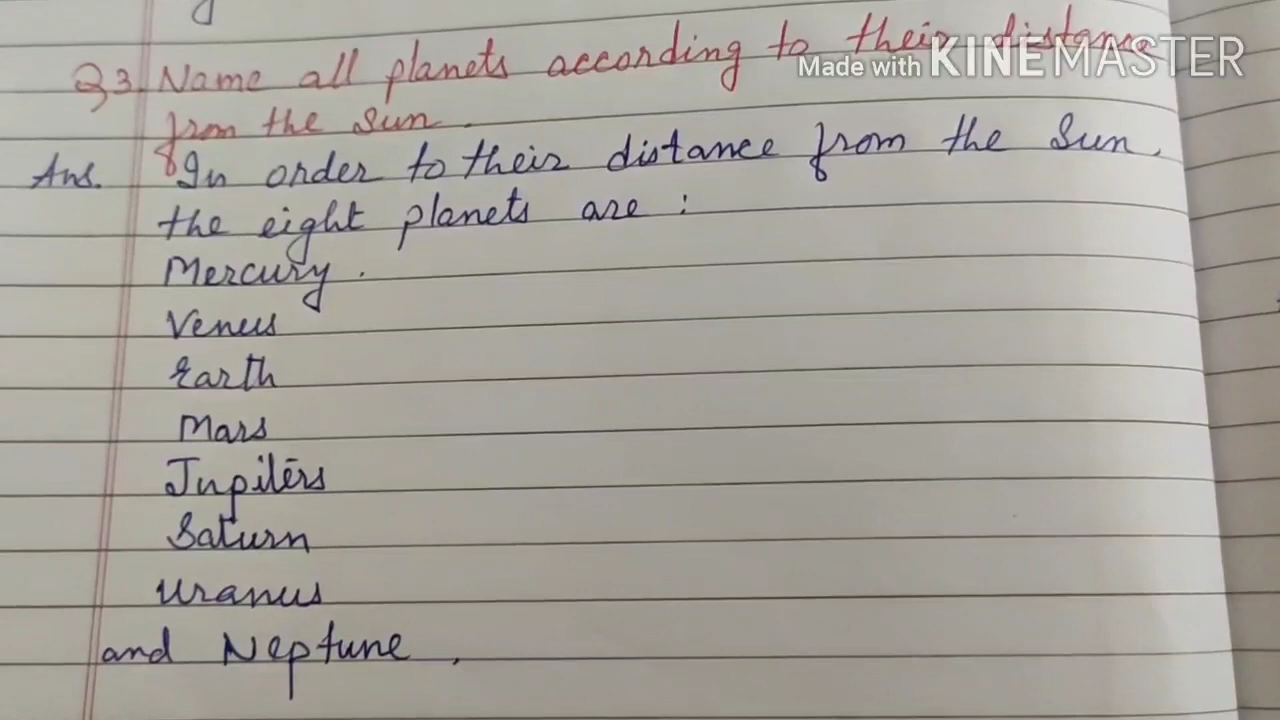 Q3. Name all planets according to their distance
Made with KINEMASTER
from the Sun.
Ans. In order to their distance from the Sun,
the eight planets are :
Mercury.
Venus
Earth
Mars
Jupiters
Saturn
Uranus
and Neptune.